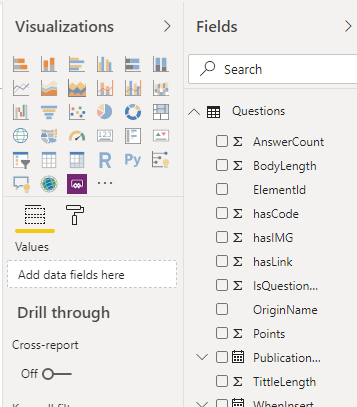 Visualizations
Fields
Search
Questions
AnswerCount
BodyLength
ElementId
hasCode
hasIMG
hasLink
IsQuestion...
OriginName
Points
Publication...
TittleLength
WhenInsert
R
Py
123
...
Values
Add data fields here
Drill through
Cross-report
Off